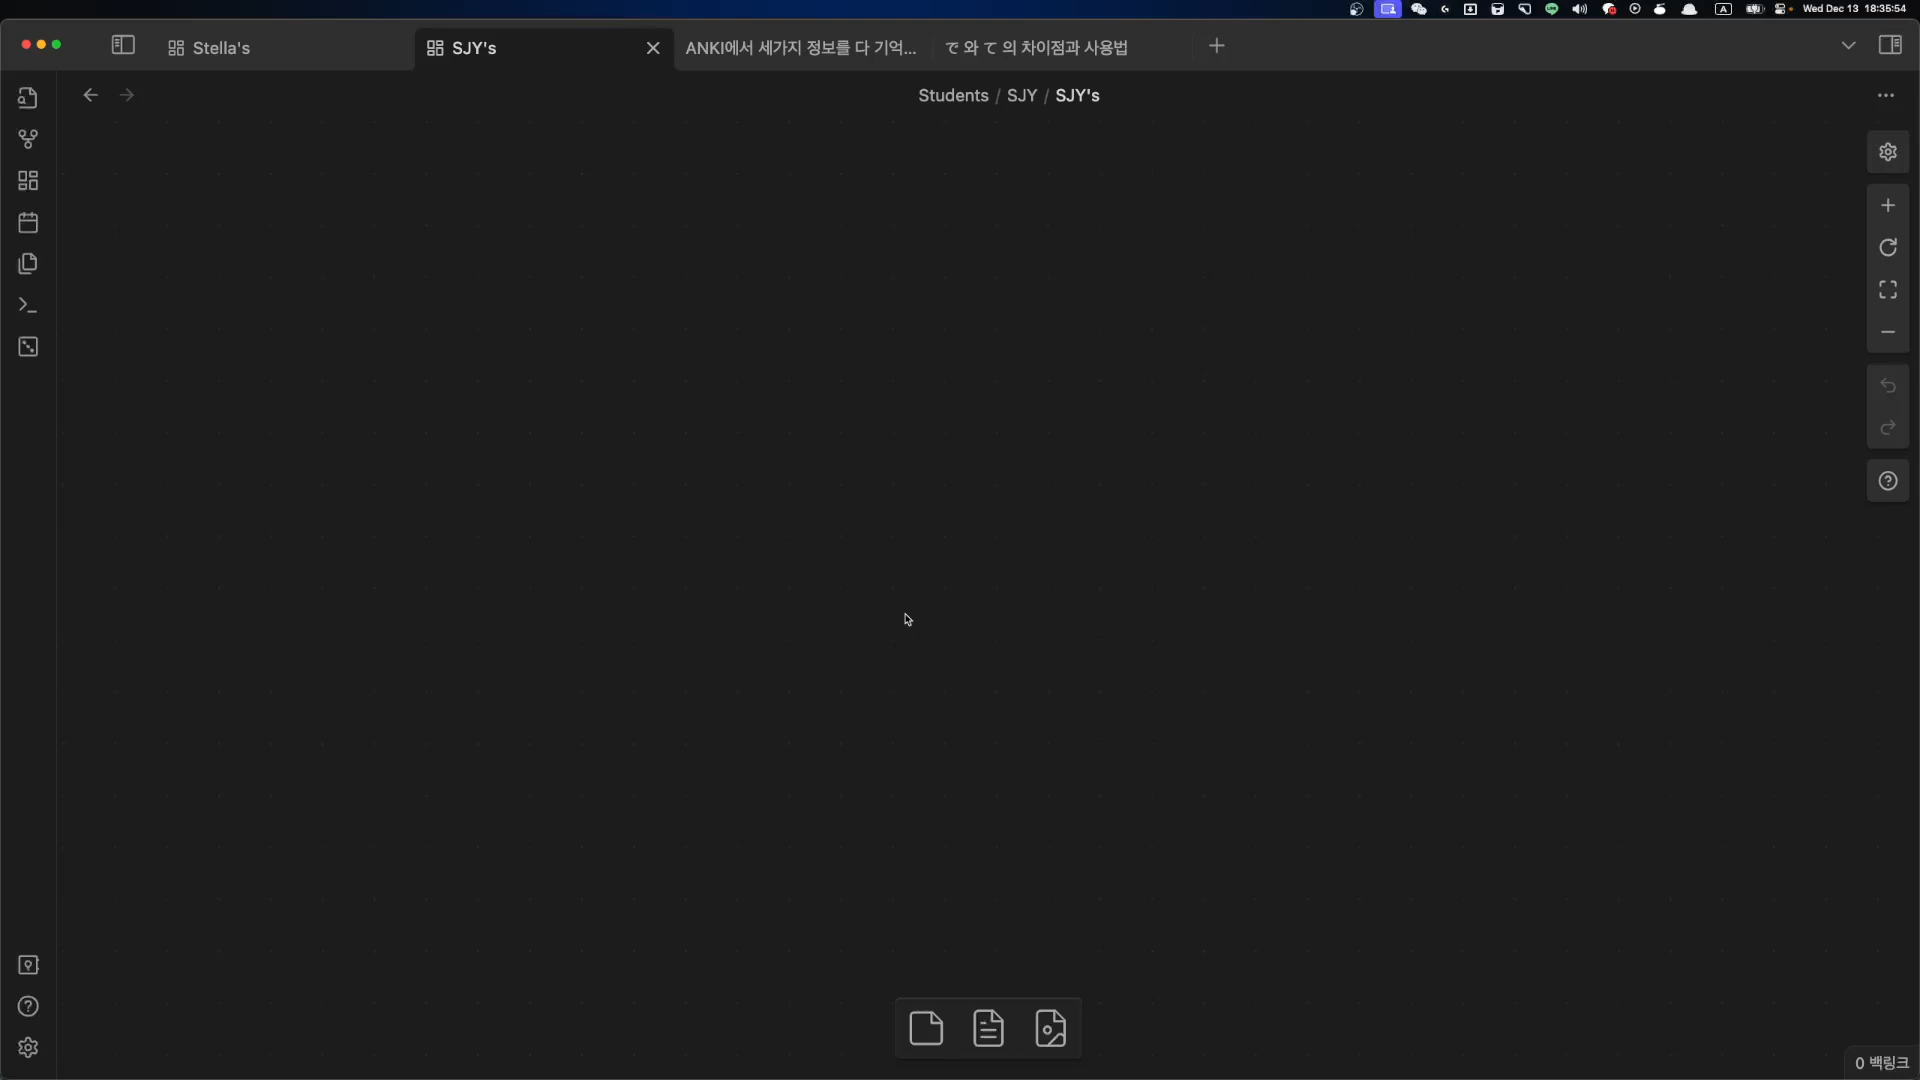 Wed Dec 13 18:35:54
Stella's
SJY's
ANKI에서 세가지 정보를 다 기억...
で 와 て 의 차이점과 사용법
Students / SJY / SJY's
0 백링크